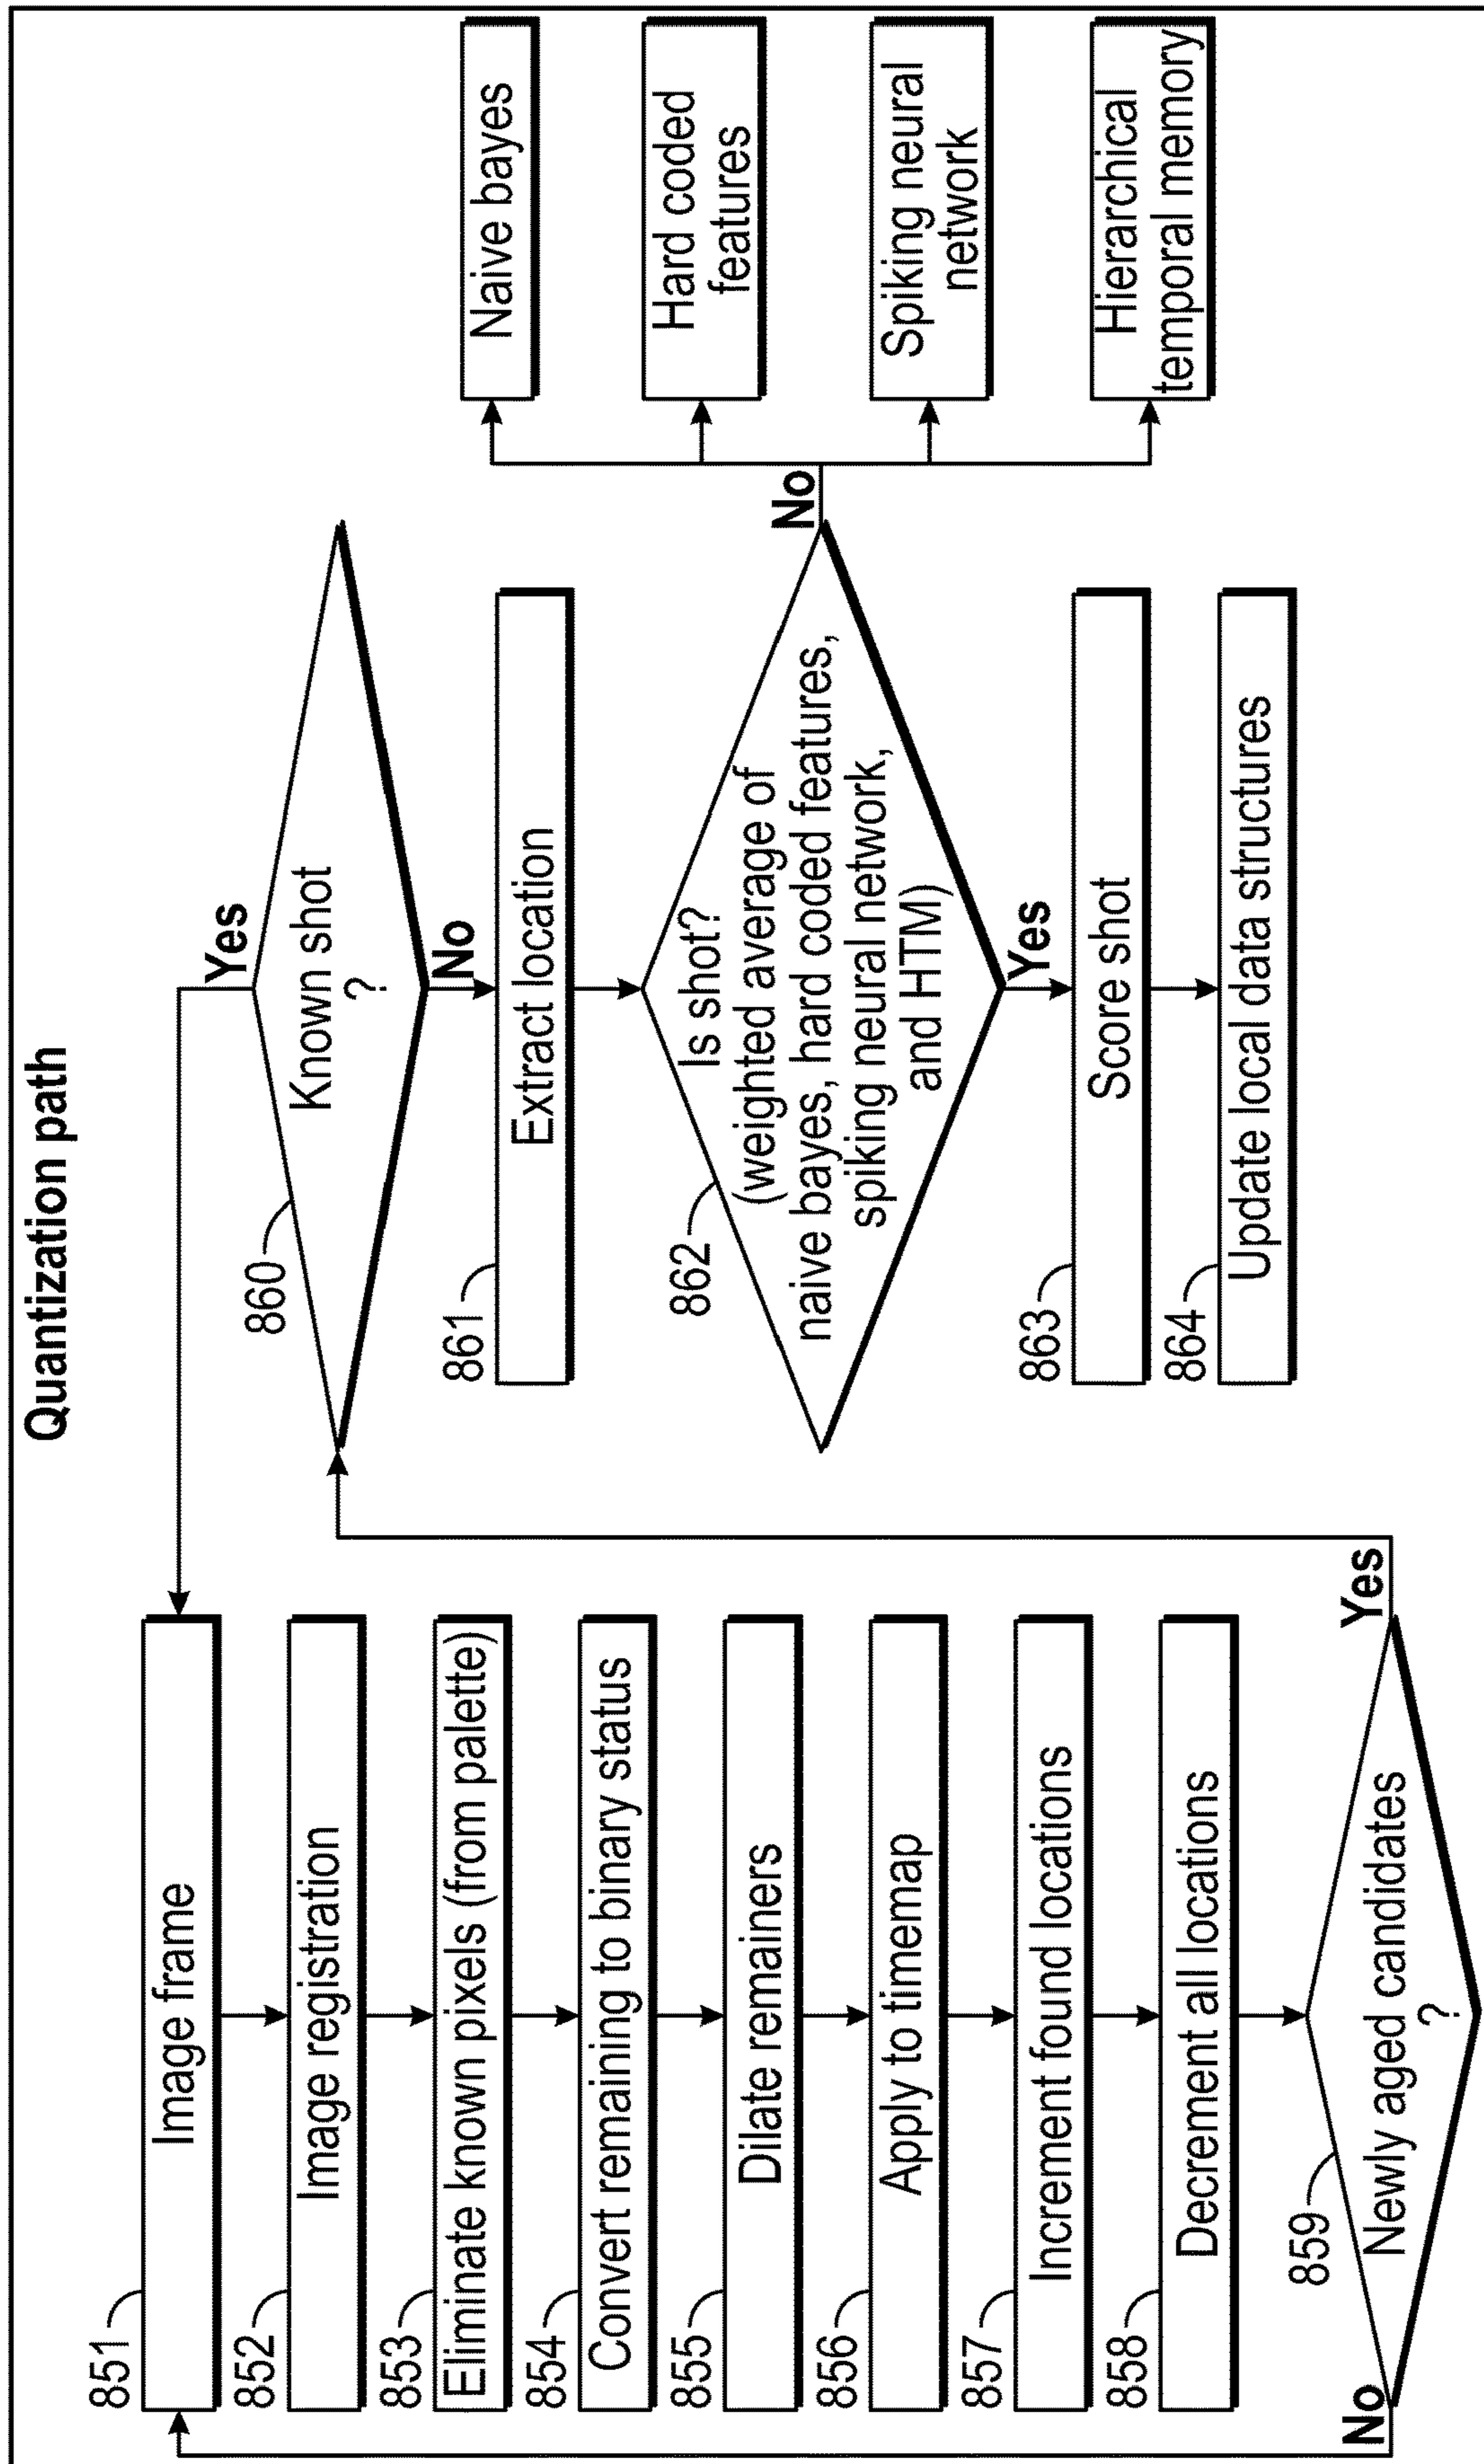 Quantization path
851
Image frame
852
Image registration
853
Eliminate known pixels (from palette)
854
Convert remaining to binary status
855
Dilate remainers
856
Apply to timemap
857
Increment found locations
858
Decrement all locations
859
Newly aged candidates
?
No
Yes
860
Known shot
?
Yes
No
861
Extract location
862
Is shot?
(weighted average of
naive bayes, hard coded features,
spiking neural network,
and HTM)
No
Yes
863
Score shot
864
Update local data structures
Naive bayes
Hard coded
features
Spiking neural
network
Hierarchical
temporal memory